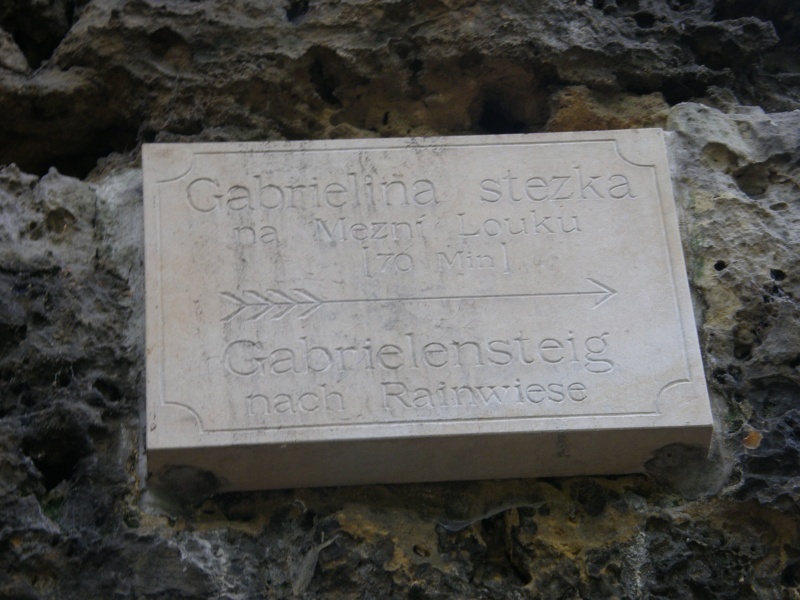 Gabrielina stezka
na Mezní Louku
[70 Min]
Gabrielensteig
nach Rainwiese